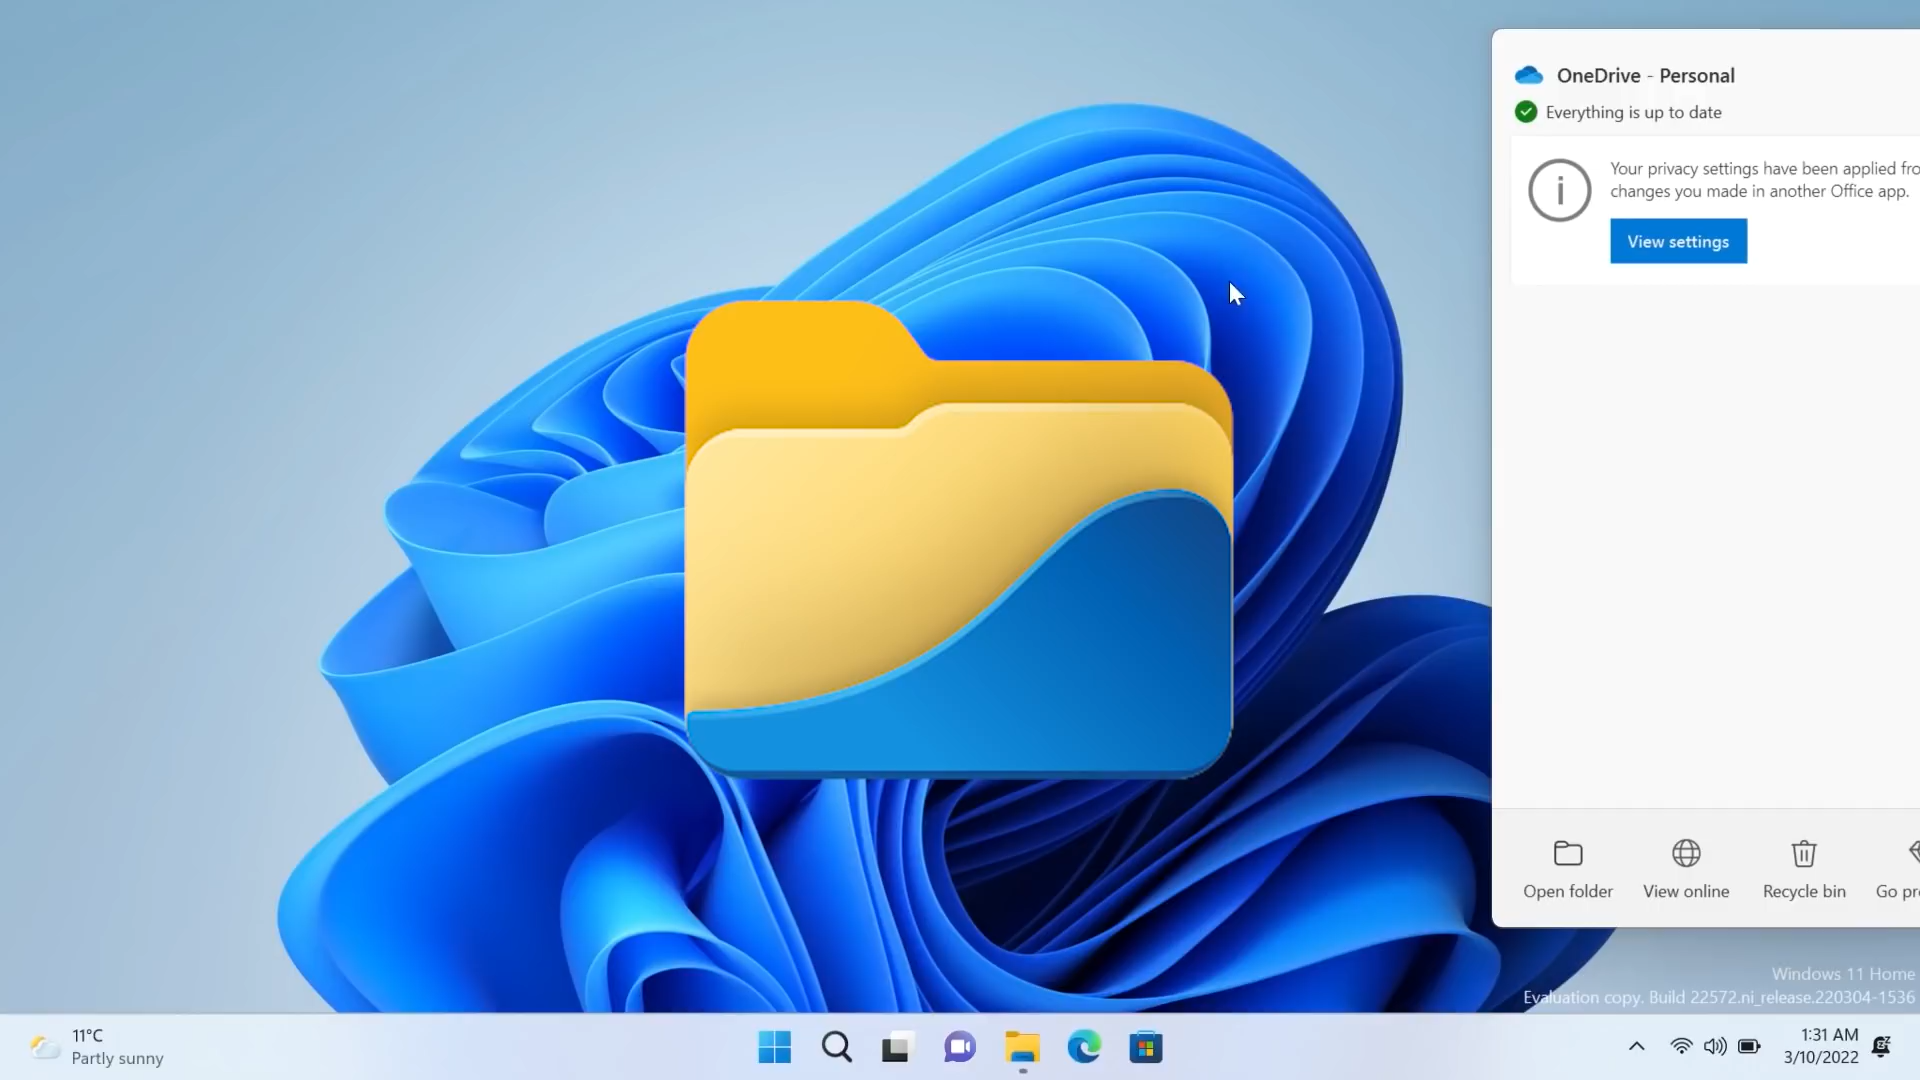 OneDrive - Personal
Everything is up to date
Your privacy settings have been applied fro
changes you made in another Office app.
View settings
Open folder
View online
Recycle bin
Go pr
Windows 11 Home
Evaluation copy. Build 22572.ni_release.220304-1536
11°C
Partly sunny
1:31 AM
3/10/2022